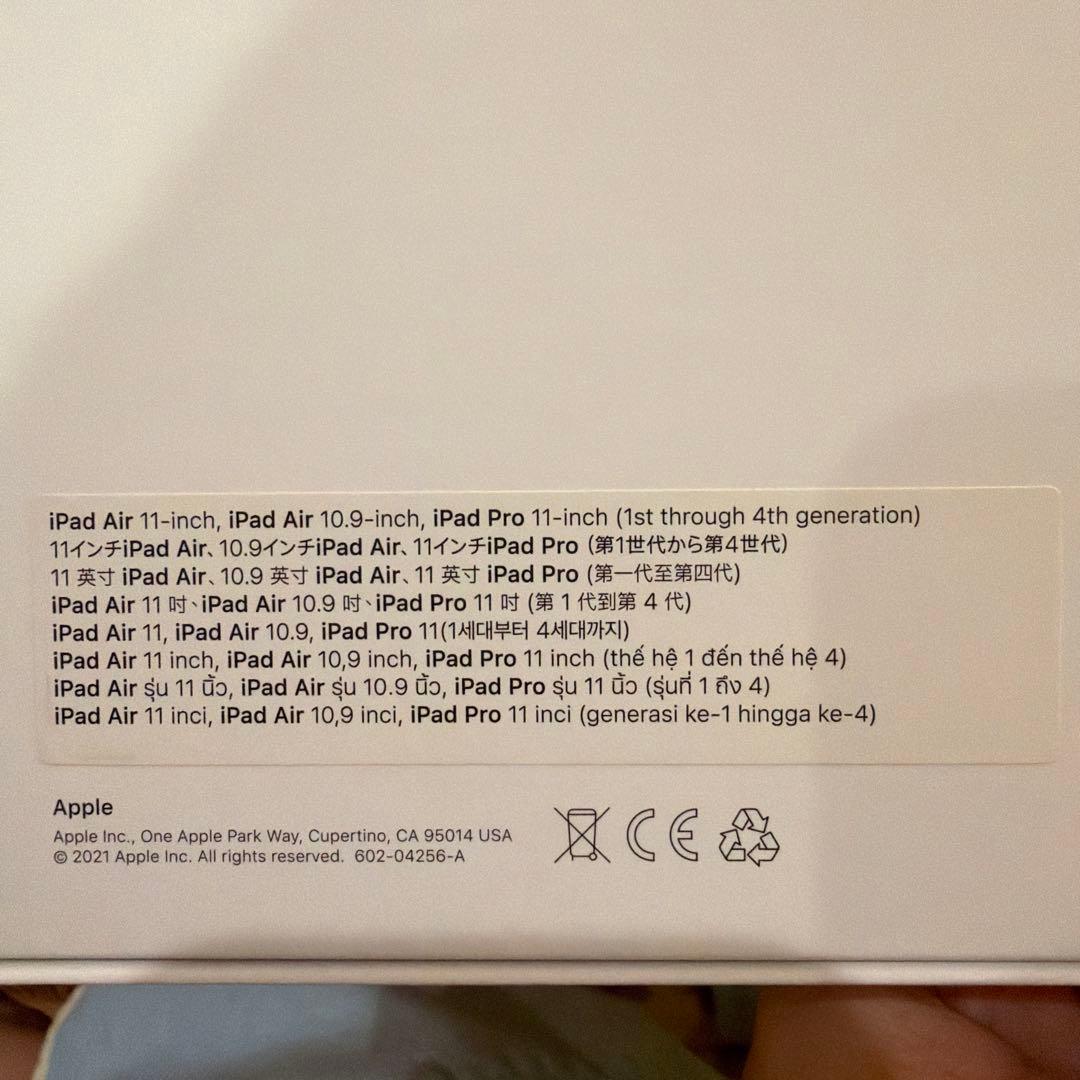 iPad Air 11-inch, iPad Air 10.9-inch, iPad Pro 11-inch (1st through 4th generation)
11インチiPad Air、10.9インチiPad Air、11インチiPad Pro（第1世代から第4世代）
11 英寸 iPad Air、10.9 英寸 iPad Air、11 英寸 iPad Pro (第一代至第四代)
iPad Air 11 吋、iPad Air 10.9 吋、iPad Pro 11 吋 (第 1 代到第 4 代)
iPad Air 11, iPad Air 10.9, iPad Pro 11(1세대부터 4세대까지)
iPad Air 11 inch, iPad Air 10,9 inch, iPad Pro 11 inch (thế hệ 1 đến thế hệ 4)
iPad Air รุ่น 11 นิ้ว, iPad Air รุ่น 10.9 นิ้ว, iPad Pro รุ่น 11 นิ้ว (รุ่นที่ 1 ถึง 4)
iPad Air 11 inci, iPad Air 10,9 inci, iPad Pro 11 inci (generasi ke-1 hingga ke-4)
Apple
Apple Inc., One Apple Park Way, Cupertino, CA 95014 USA
© 2021 Apple Inc. All rights reserved. 602-04256-A
CE